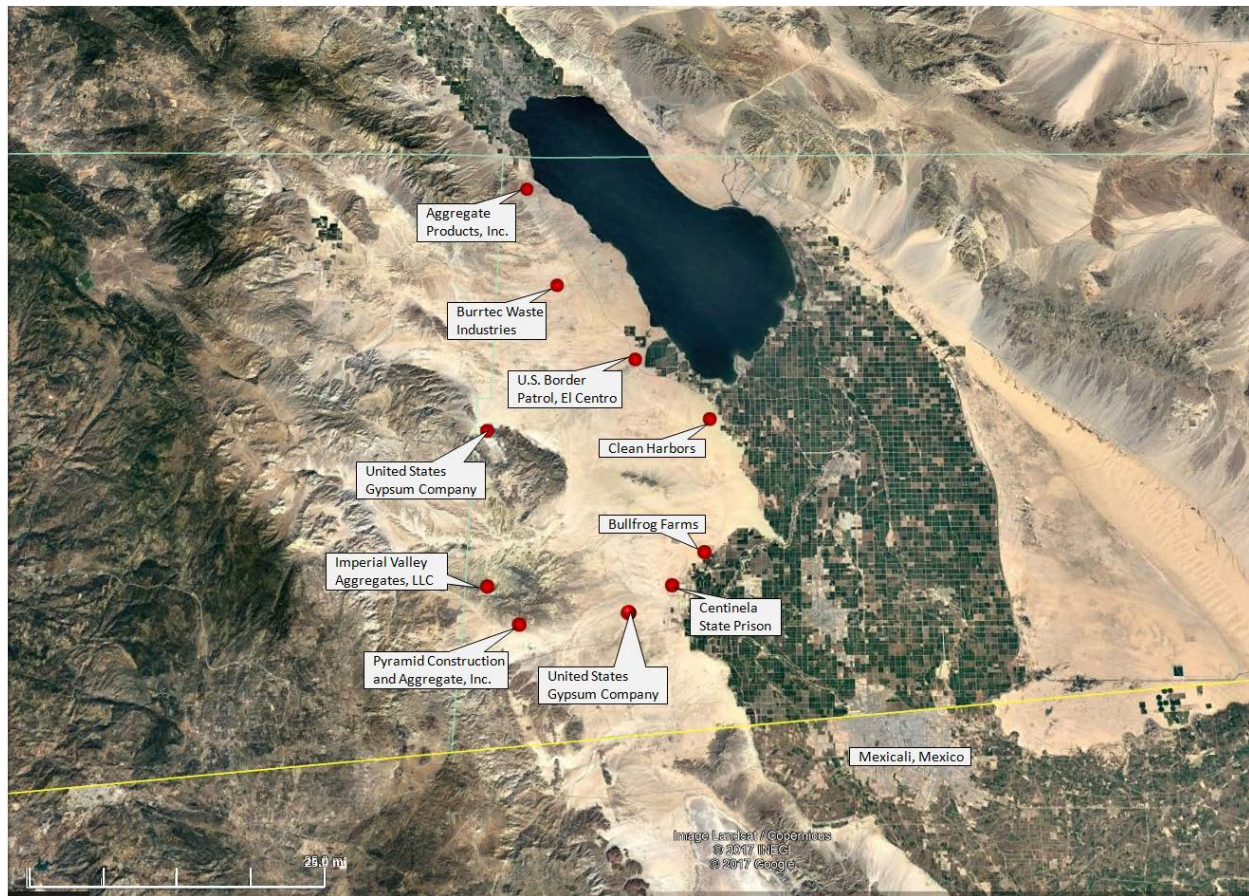 Aggregate
Products, Inc.
Burrtec Waste
Industries
U.S. Border
Patrol, El Centro
Clean Harbors
United States
Gypsum Company
Bullfrog Farms
Imperial Valley
Aggregates, LLC
Centinela
State Prison
Pyramid Construction
and Aggregate, Inc.
United States
Gypsum Company
Mexicali, Mexico
Image Landsat / Copernicus
© 2017 INEGI
© 2017 Google
25.0 mi